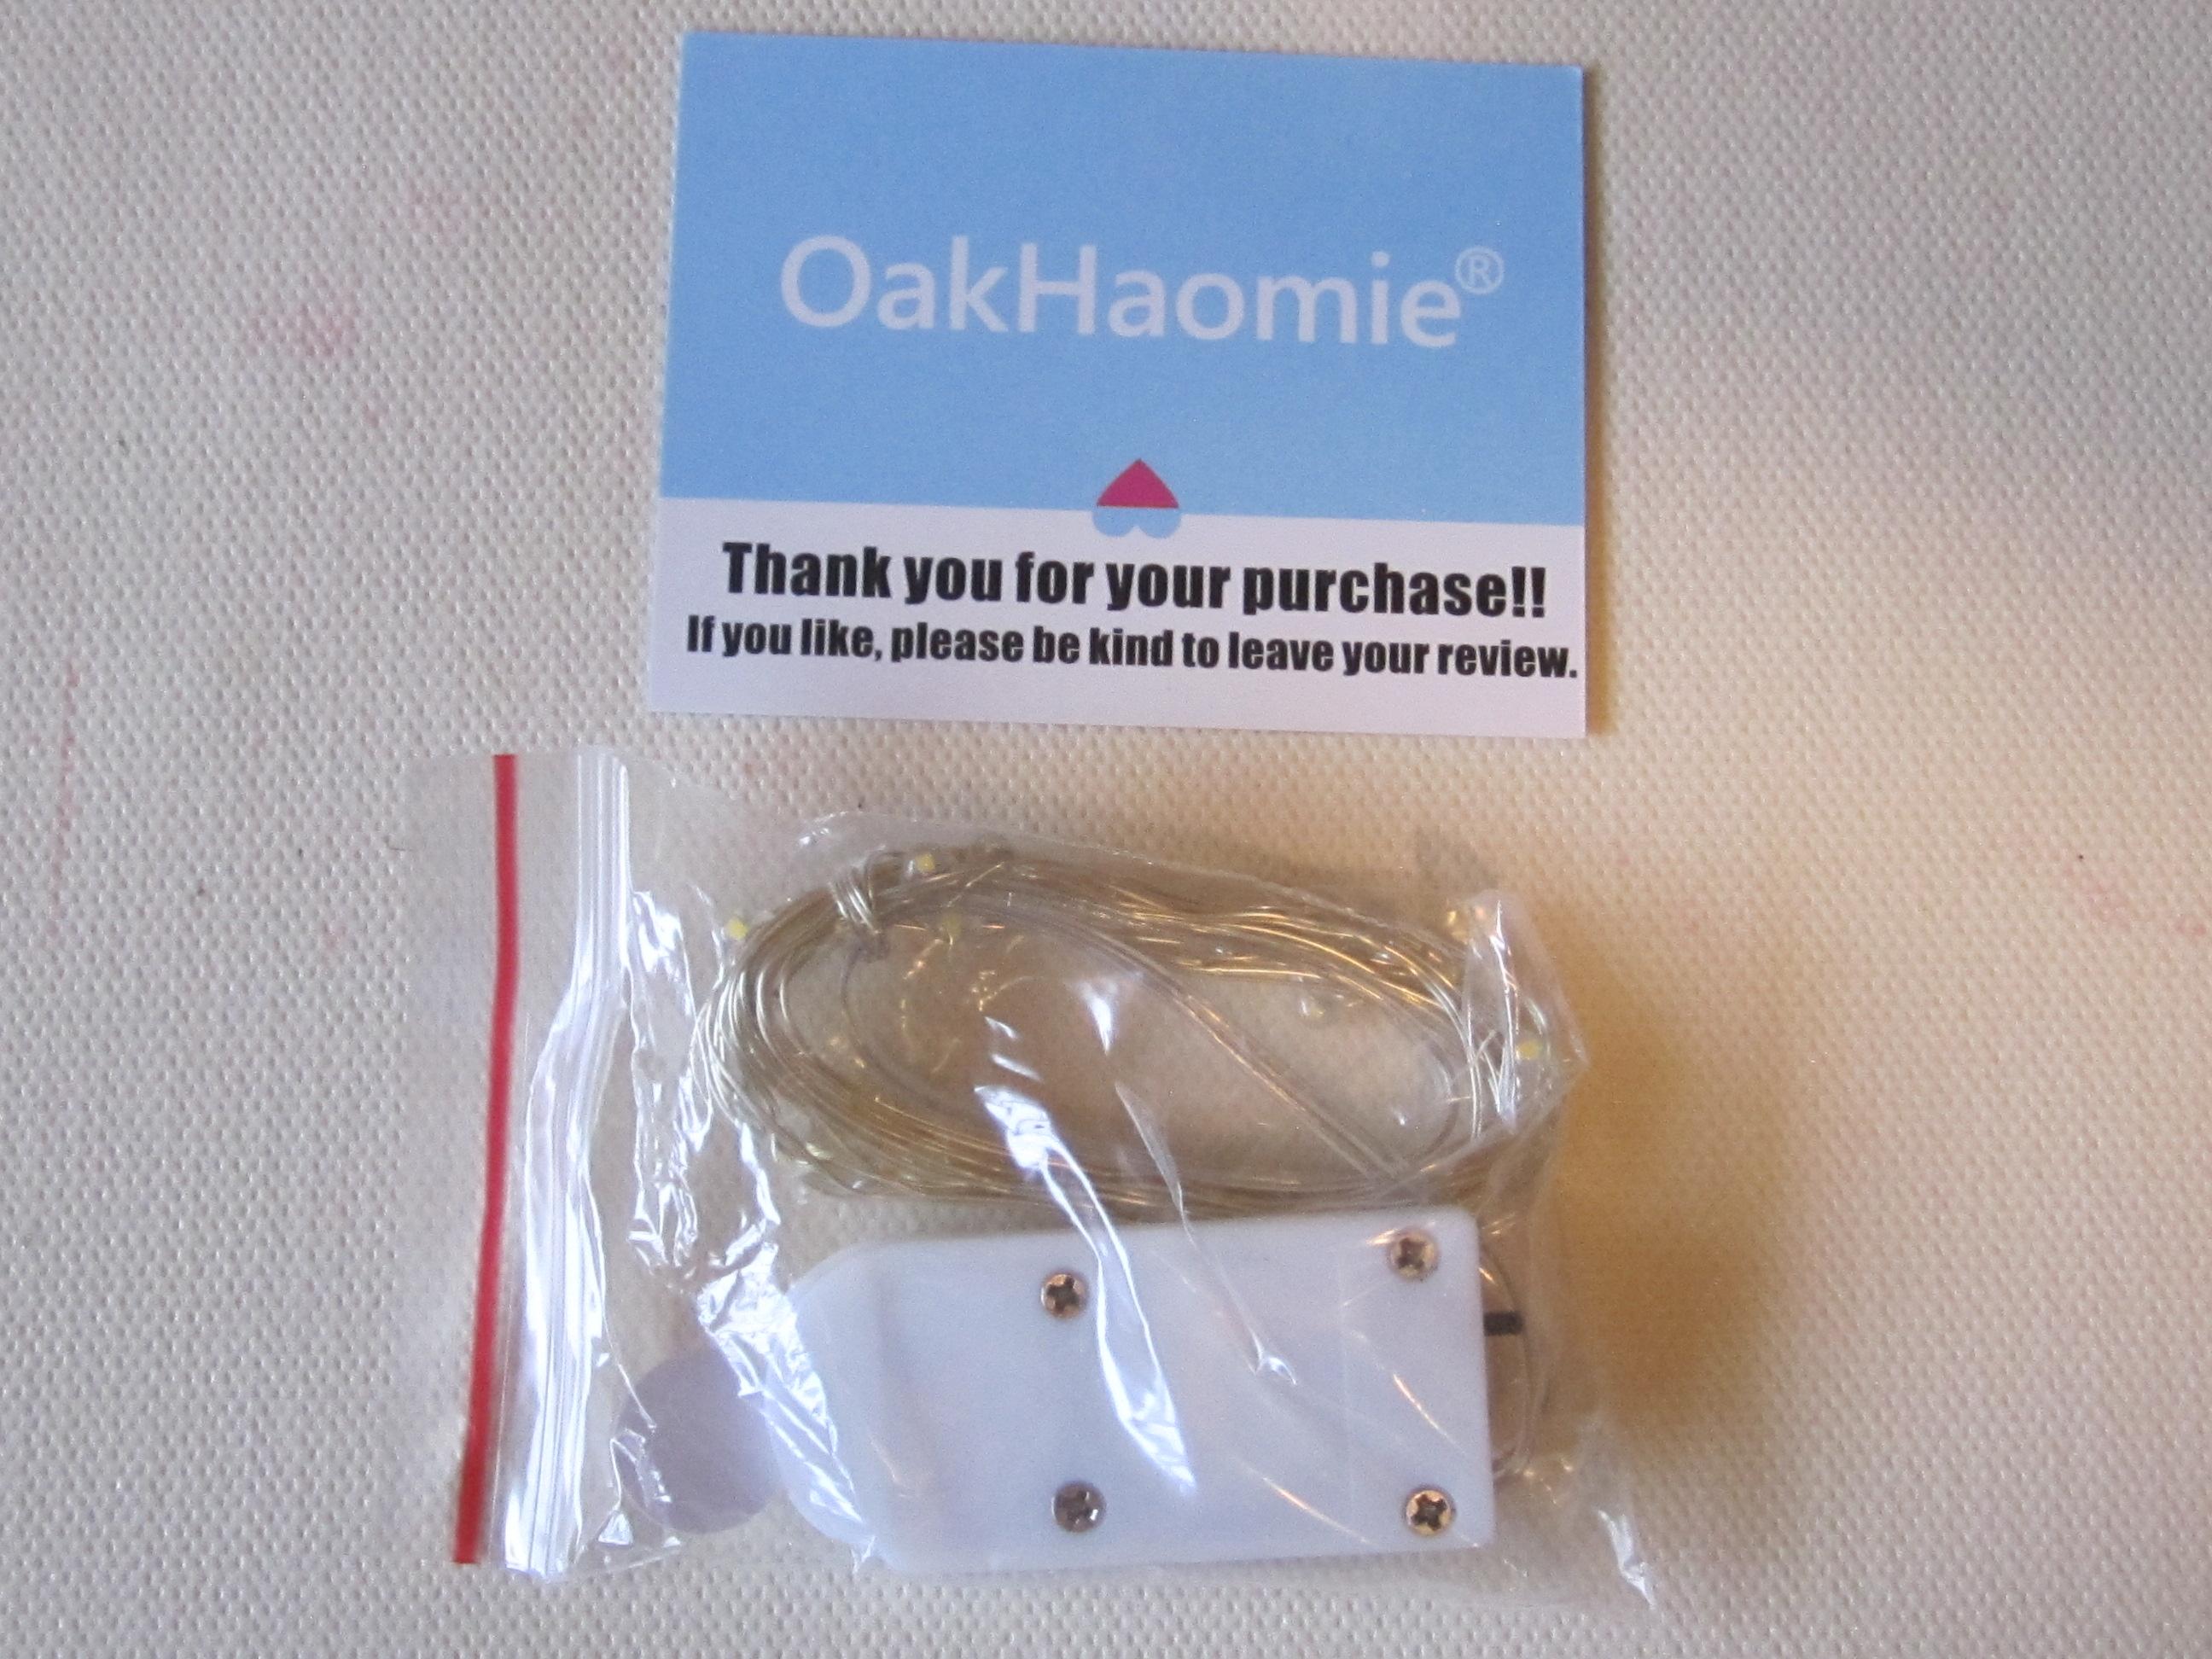 OakHaomie®
Thank you for your purchase!!
If you like, please be kind to leave your review.